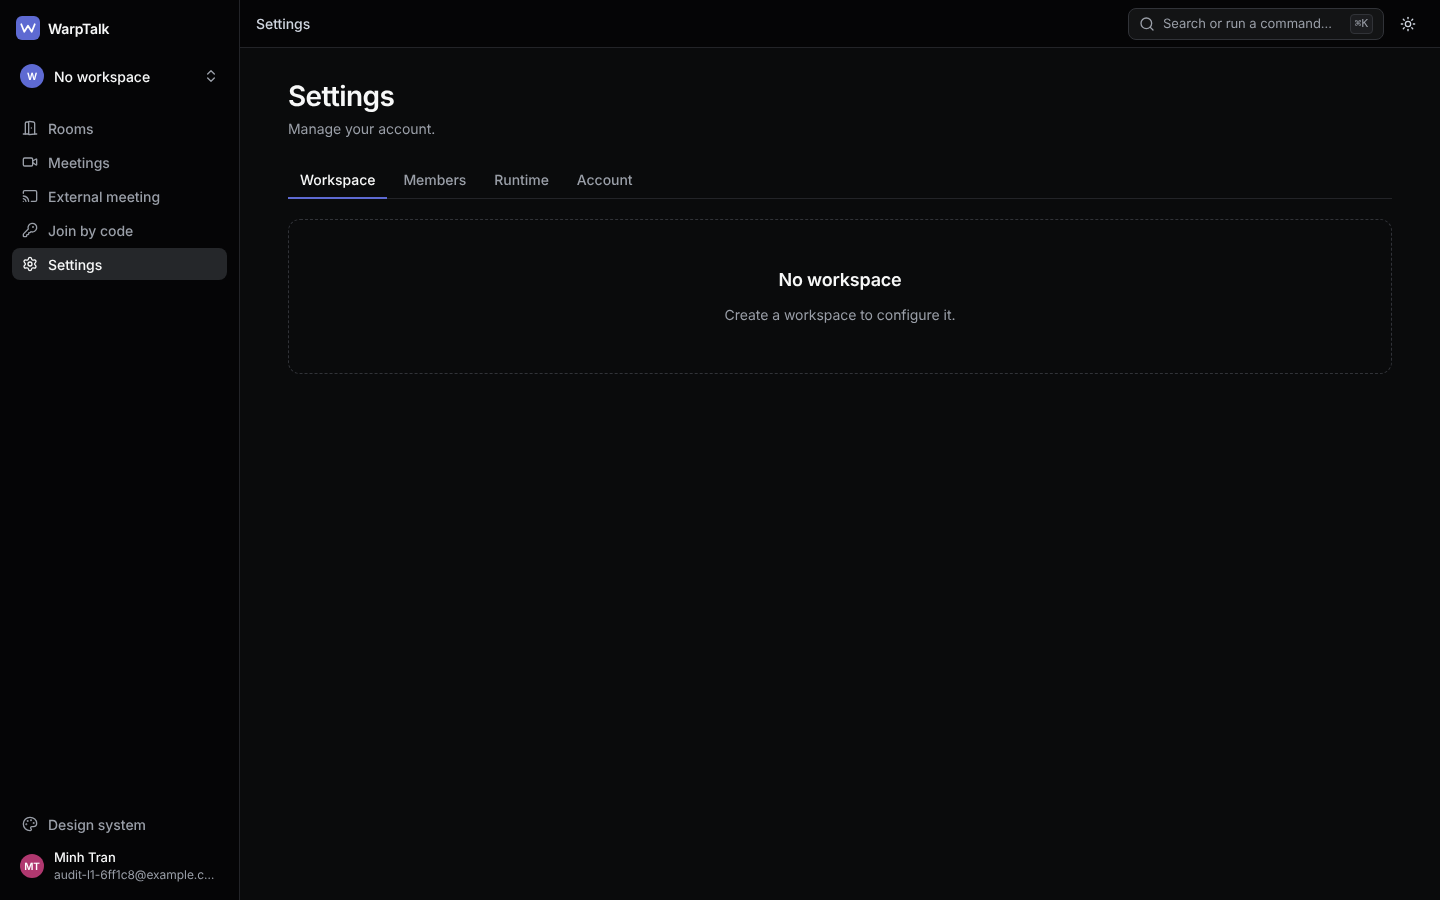 WarpTalk
W
No workspace
Rooms
Meetings
External meeting
Join by code
Settings
Design system
MT
Minh Tran
audit-l1-6ff1c8@example.c...
Settings
Search or run a command...
⌘K
Settings
Manage your account.
Workspace
Members
Runtime
Account
No workspace
Create a workspace to configure it.